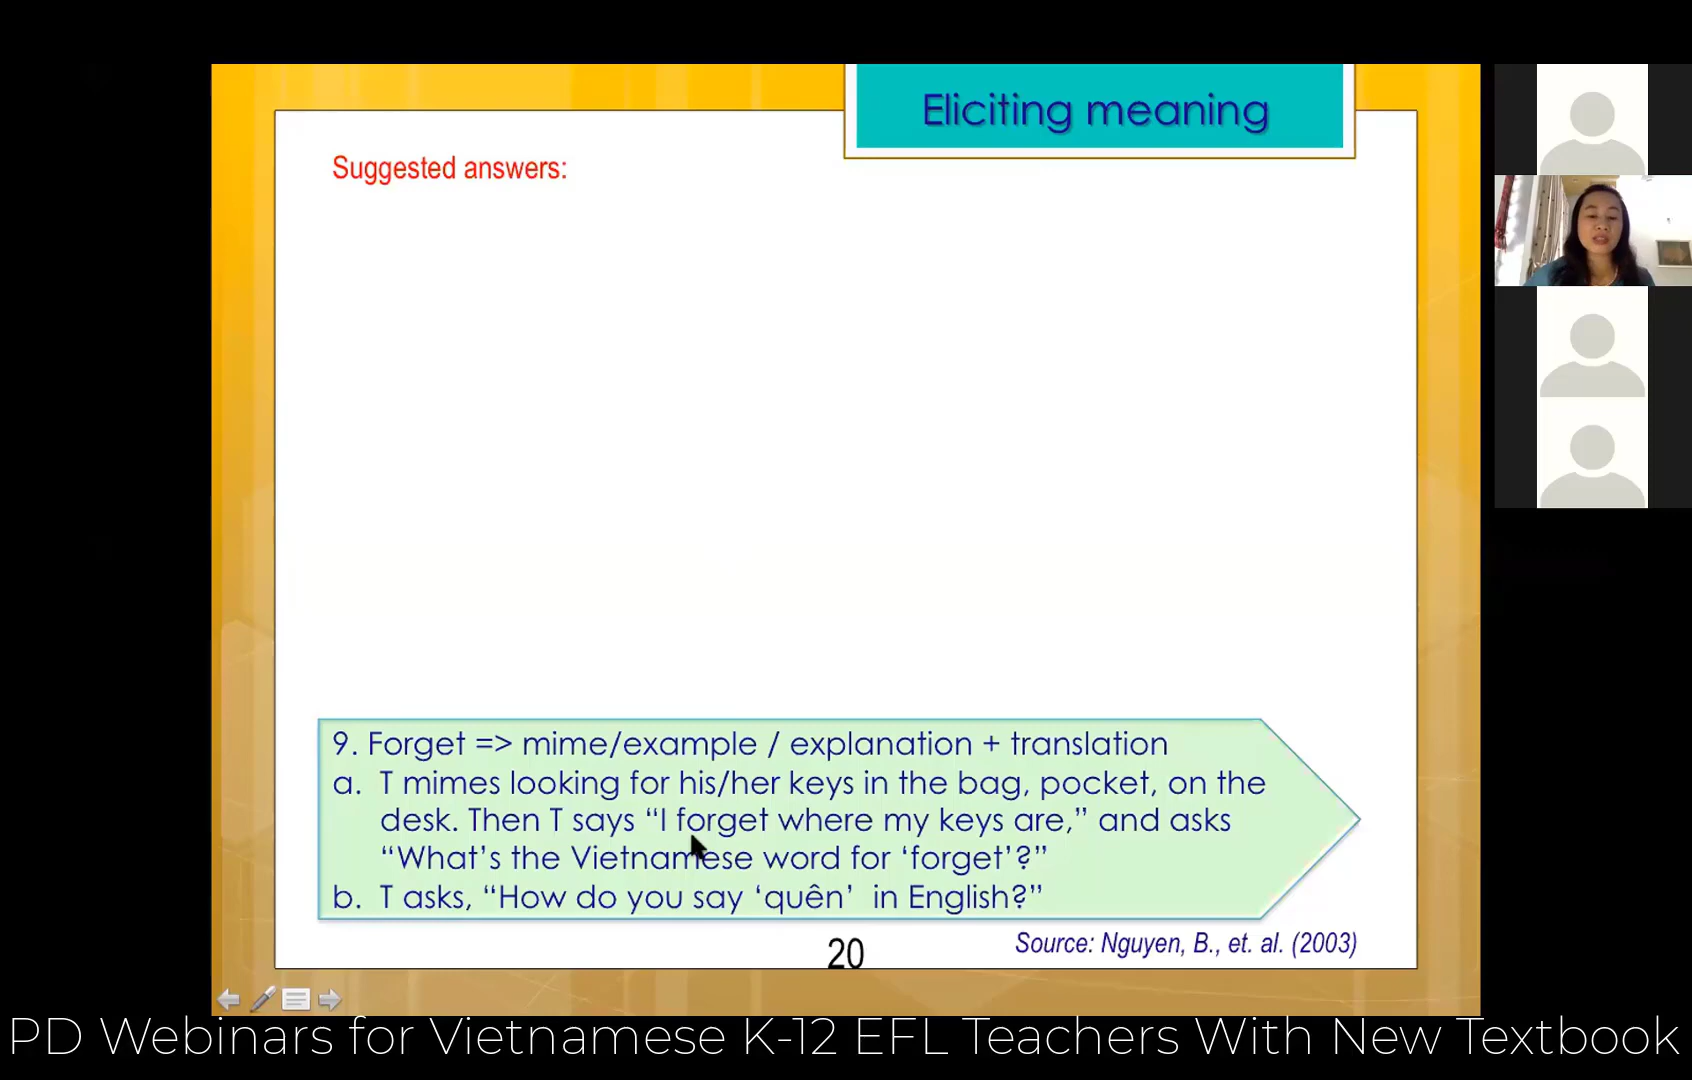 Eliciting meaning
Suggested answers:
9. Forget => mime/example / explanation + translation
a. T mimes looking for his/her keys in the bag, pocket, on the
desk. Then T says “I forget where my keys are,” and asks
“What’s the Vietnamese word for ‘forget’?”
b. T asks, “How do you say ‘quên’ in English?”
20
Source: Nguyen, B., et. al. (2003)
PD Webinars for Vietnamese K-12 EFL Teachers With New Textbook